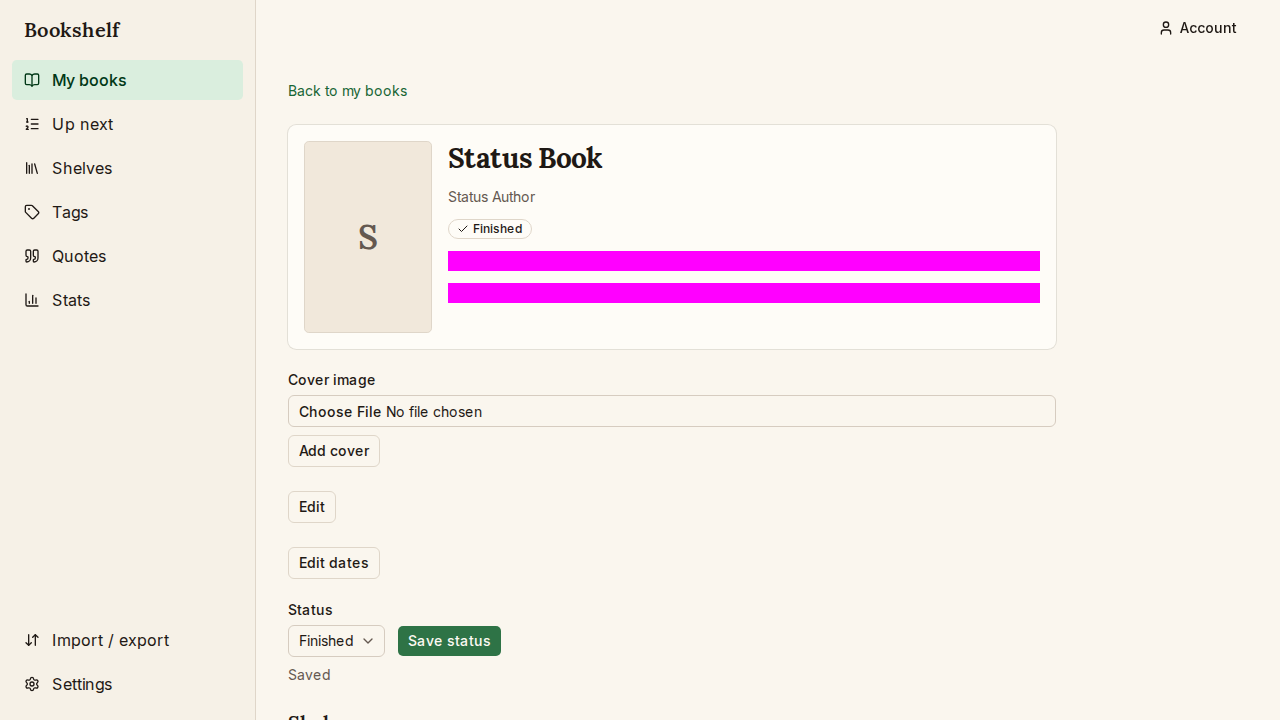 Bookshelf
Account
My books
Up next
Shelves
Tags
Quotes
Stats
Import / export
Settings
Back to my books
S
Status Book
Status Author
Finished
Cover image
Choose File No file chosen
Add cover
Edit
Edit dates
Status
Finished
Save status
Saved